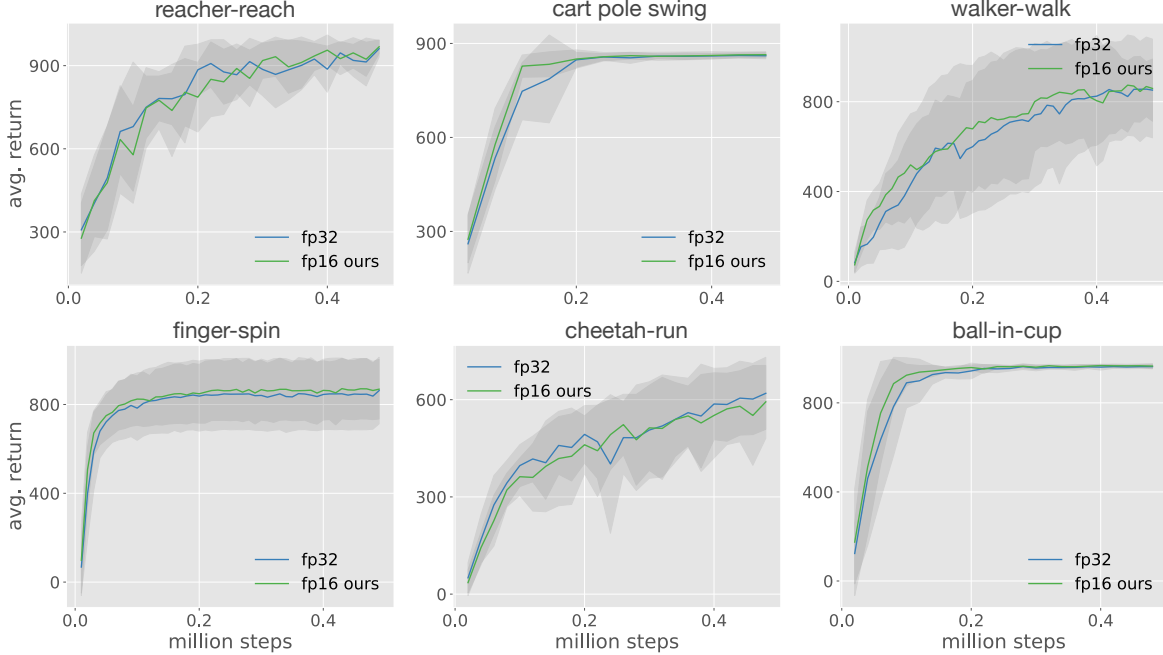 reacher-reach
avg. return
900
600
300
fp32
fp16 ours
0.0
0.2
0.4
cart pole swing
900
600
300
fp32
fp16 ours
0.0
0.2
0.4
walker-walk
800
400
0
fp32
fp16 ours
0.0
0.2
0.4
finger-spin
avg. return
800
400
0
fp32
fp16 ours
0.0
0.2
0.4
million steps
cheetah-run
600
300
0
fp32
fp16 ours
0.0
0.2
0.4
million steps
ball-in-cup
800
400
0
fp32
fp16 ours
0.0
0.2
0.4
million steps